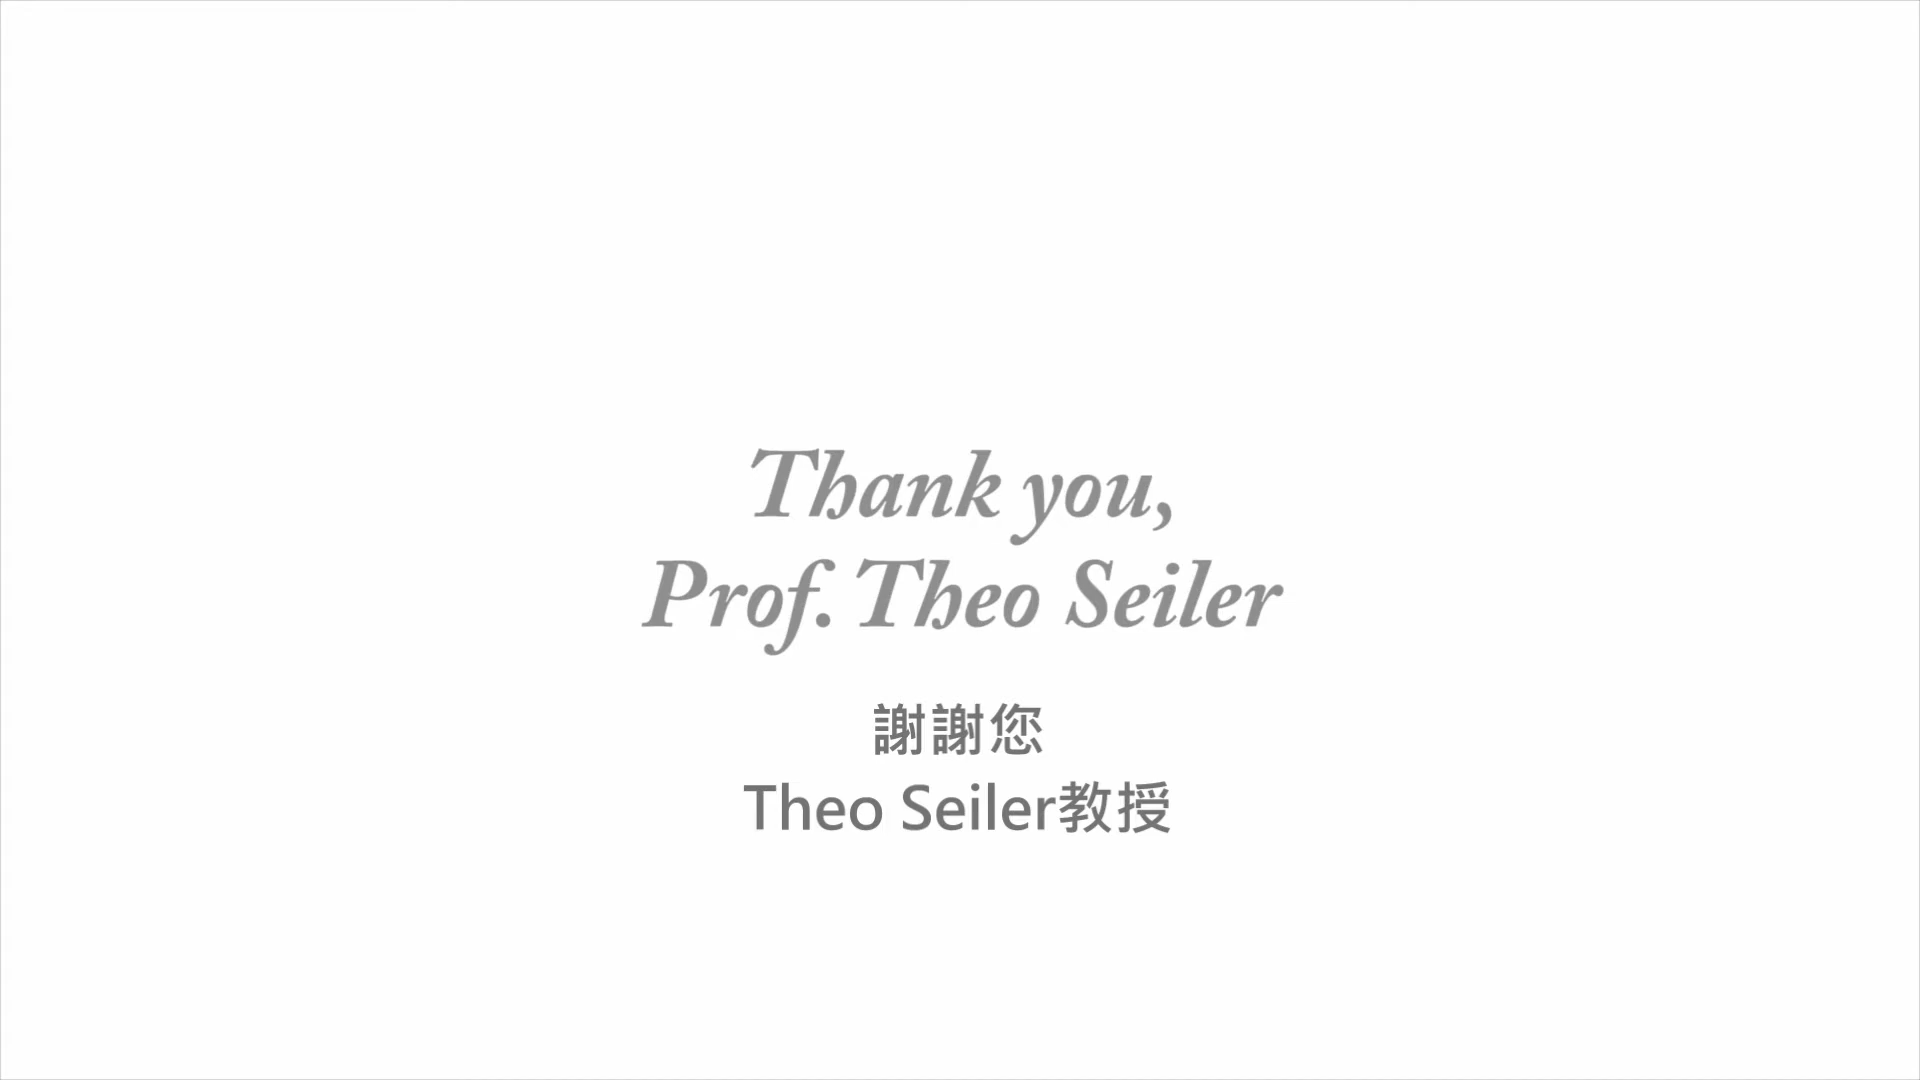 Thank you,
Prof. Theo Seiler
謝謝您
Theo Seiler教授